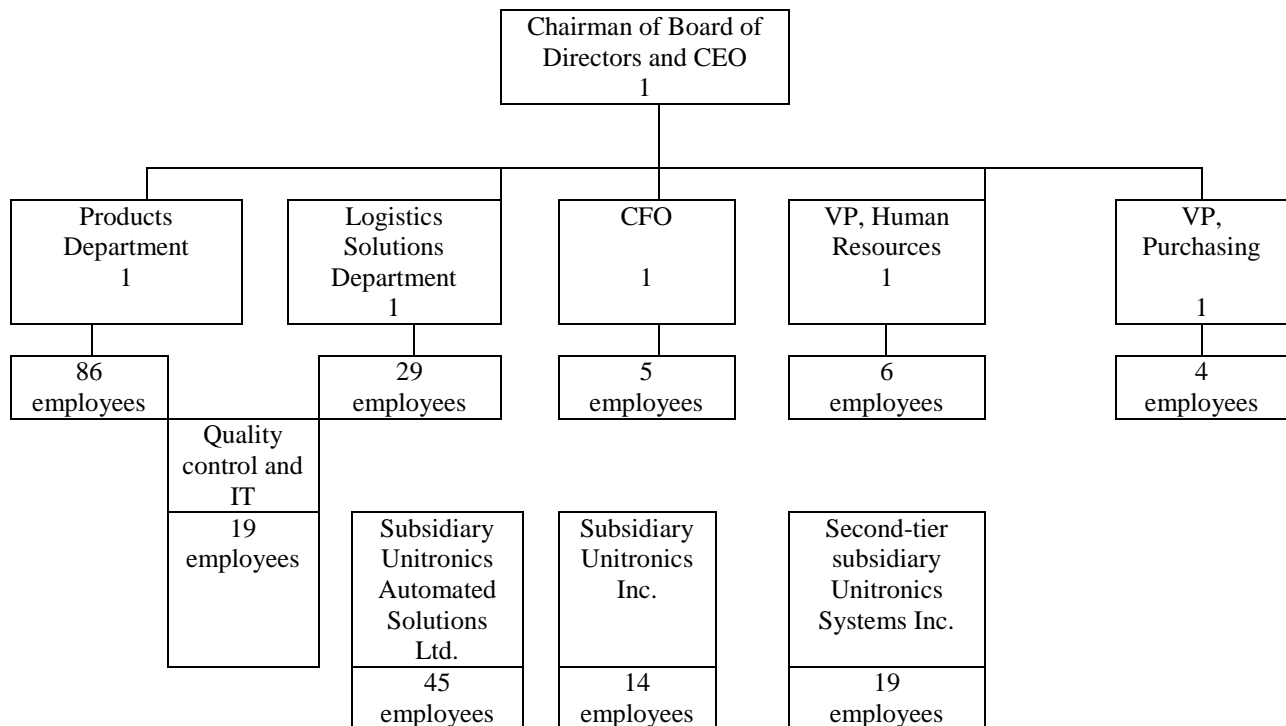 Chairman of Board of
Directors and CEO
1
Products
Department
1
Logistics
Solutions
Department
1
CFO
1
VP, Human
Resources
1
VP,
Purchasing
1
86
employees
29
employees
5
employees
6
employees
4
employees
Quality
control and
IT
19
employees
Subsidiary
Unitronics
Automated
Solutions
Ltd.
45
employees
Subsidiary
Unitronics
Inc.
14
employees
Second-tier
subsidiary
Unitronics
Systems Inc.
19
employees